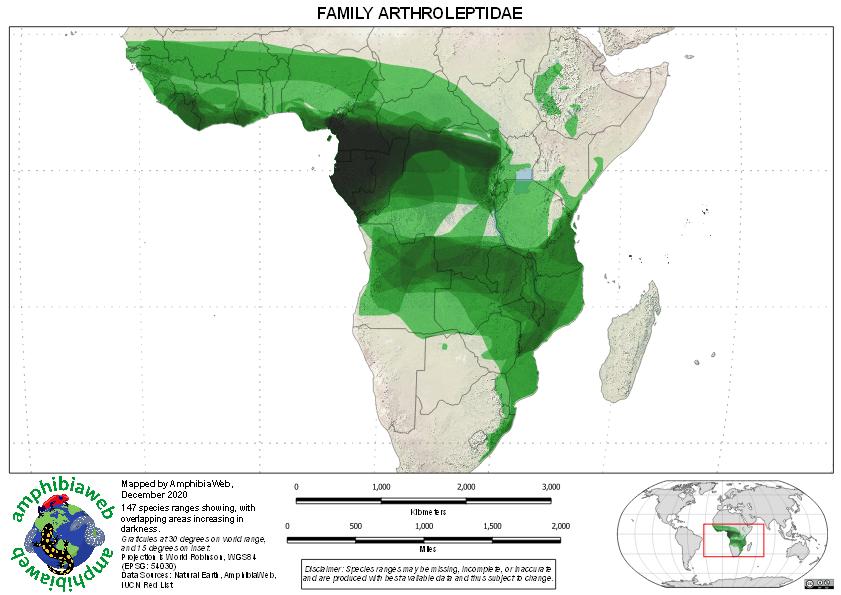 FAMILY ARTHROLEPTIDAE
amphibiaweb
amphibiaweb
Mapped by AmphibiaWeb,
December 2020
147 species ranges showing, with
overlapping areas increasing in
darkness.
Graticules at 30 degrees on world range,
and 15 degrees on inset.
Projection is World Robinson, WGS84
(EPSG: 54030)
Data Sources: Natural Earth, AmphibiaWeb,
IUCN Red List
0 1,000 2,000 3,000
Kilometers
0 500 1,000 1,500 2,000
Miles
Disclaimer: Species ranges may be missing, incomplete, or inaccurate
and are produced with best available data and thus subject to change.